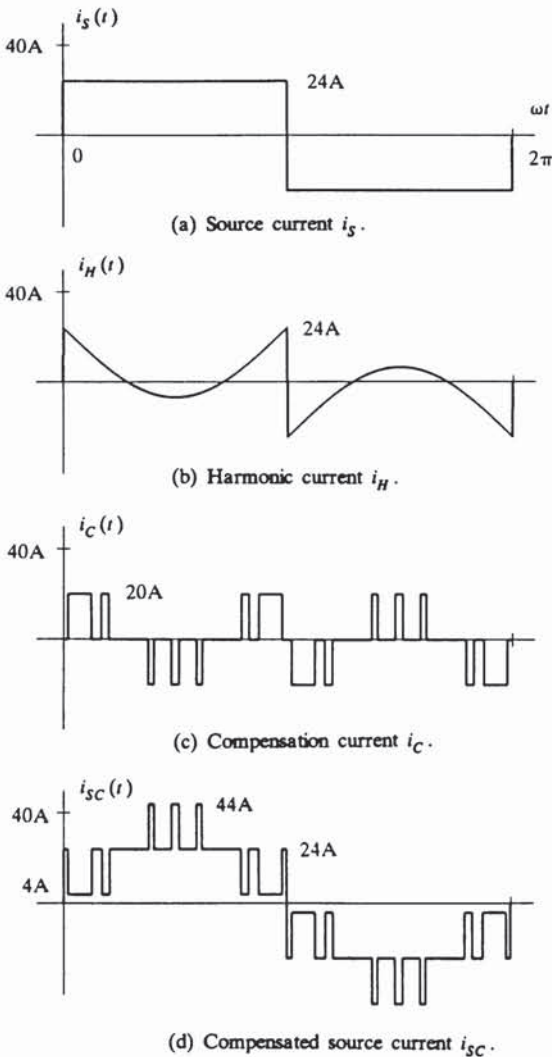 i_S(t)
40A
24A
ωt
0
2π
(a) Source current i_S.
i_H(t)
40A
24A
(b) Harmonic current i_H.
i_C(t)
40A
20A
(c) Compensation current i_C.
i_SC(t)
40A
44A
24A
4A
(d) Compensated source current i_SC.